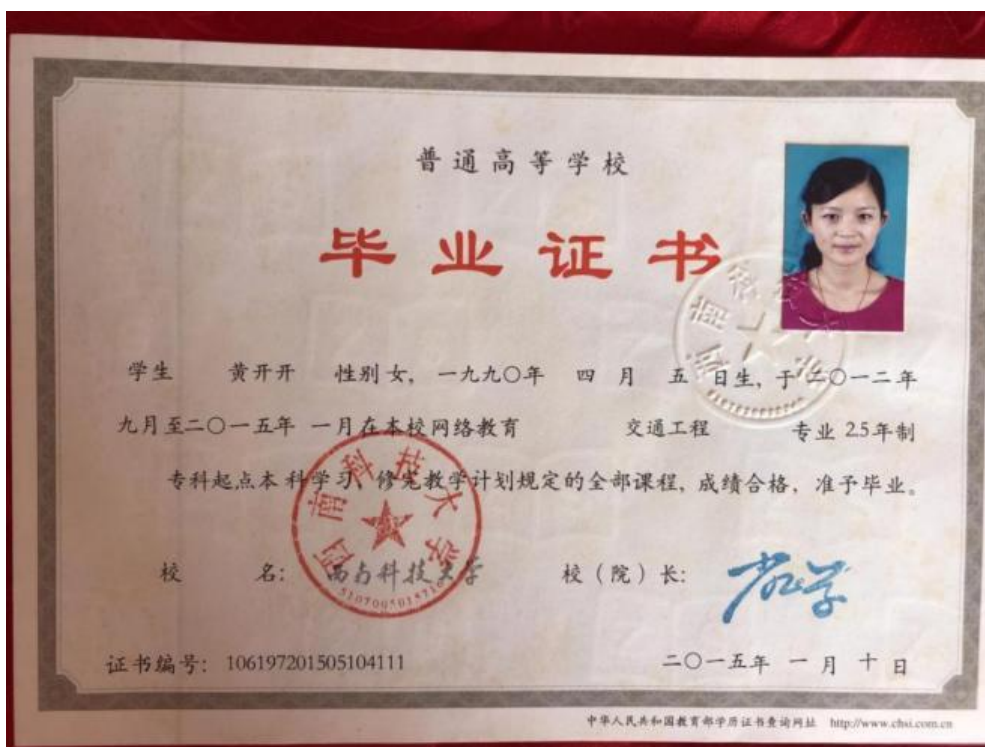 普通高等学校
毕业证书
学生 黄开开 性别 女, 一九九〇年 四 月 五 日生, 于二〇一二年
九月至二〇一五年 一月在本校网络教育 交通工程 专业 2.5年制
专科起点本科学习, 修完教学计划规定的全部课程, 成绩合格, 准予毕业。
西南科技大学
5107005015710
校 名: 西南科技大学 校(院)长:
证书编号: 106197201505104111 二〇一五年 一 月 十 日
中华人民共和国教育部学历证书查询网址 http://www.chsi.com.cn